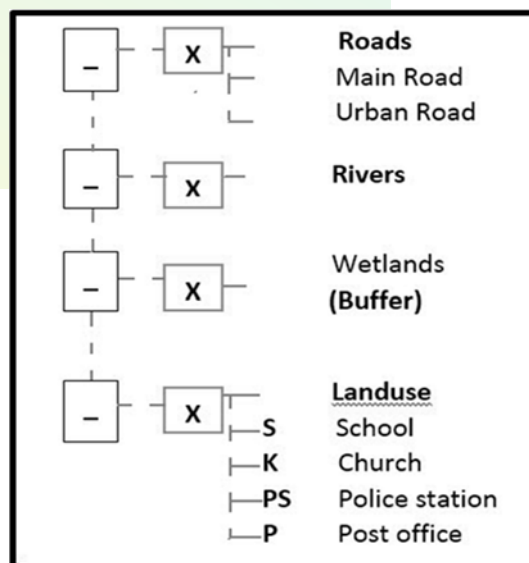 – X Roads
Main Road
Urban Road
– X Rivers
– X Wetlands
(Buffer)
– X Landuse
S School
K Church
PS Police station
P Post office